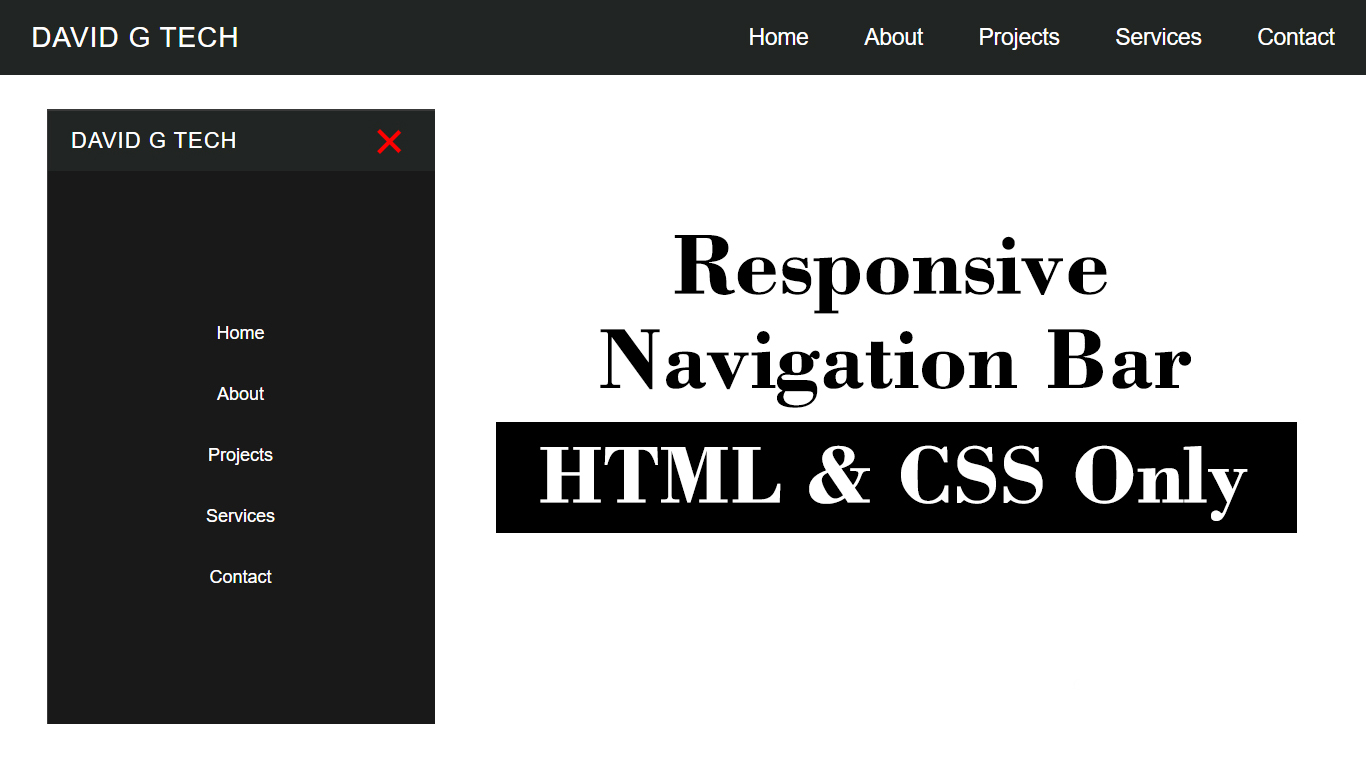 DAVID G TECH
Home About Projects Services Contact
DAVID G TECH
Home
About
Projects
Services
Contact
Responsive
Navigation Bar
HTML & CSS Only